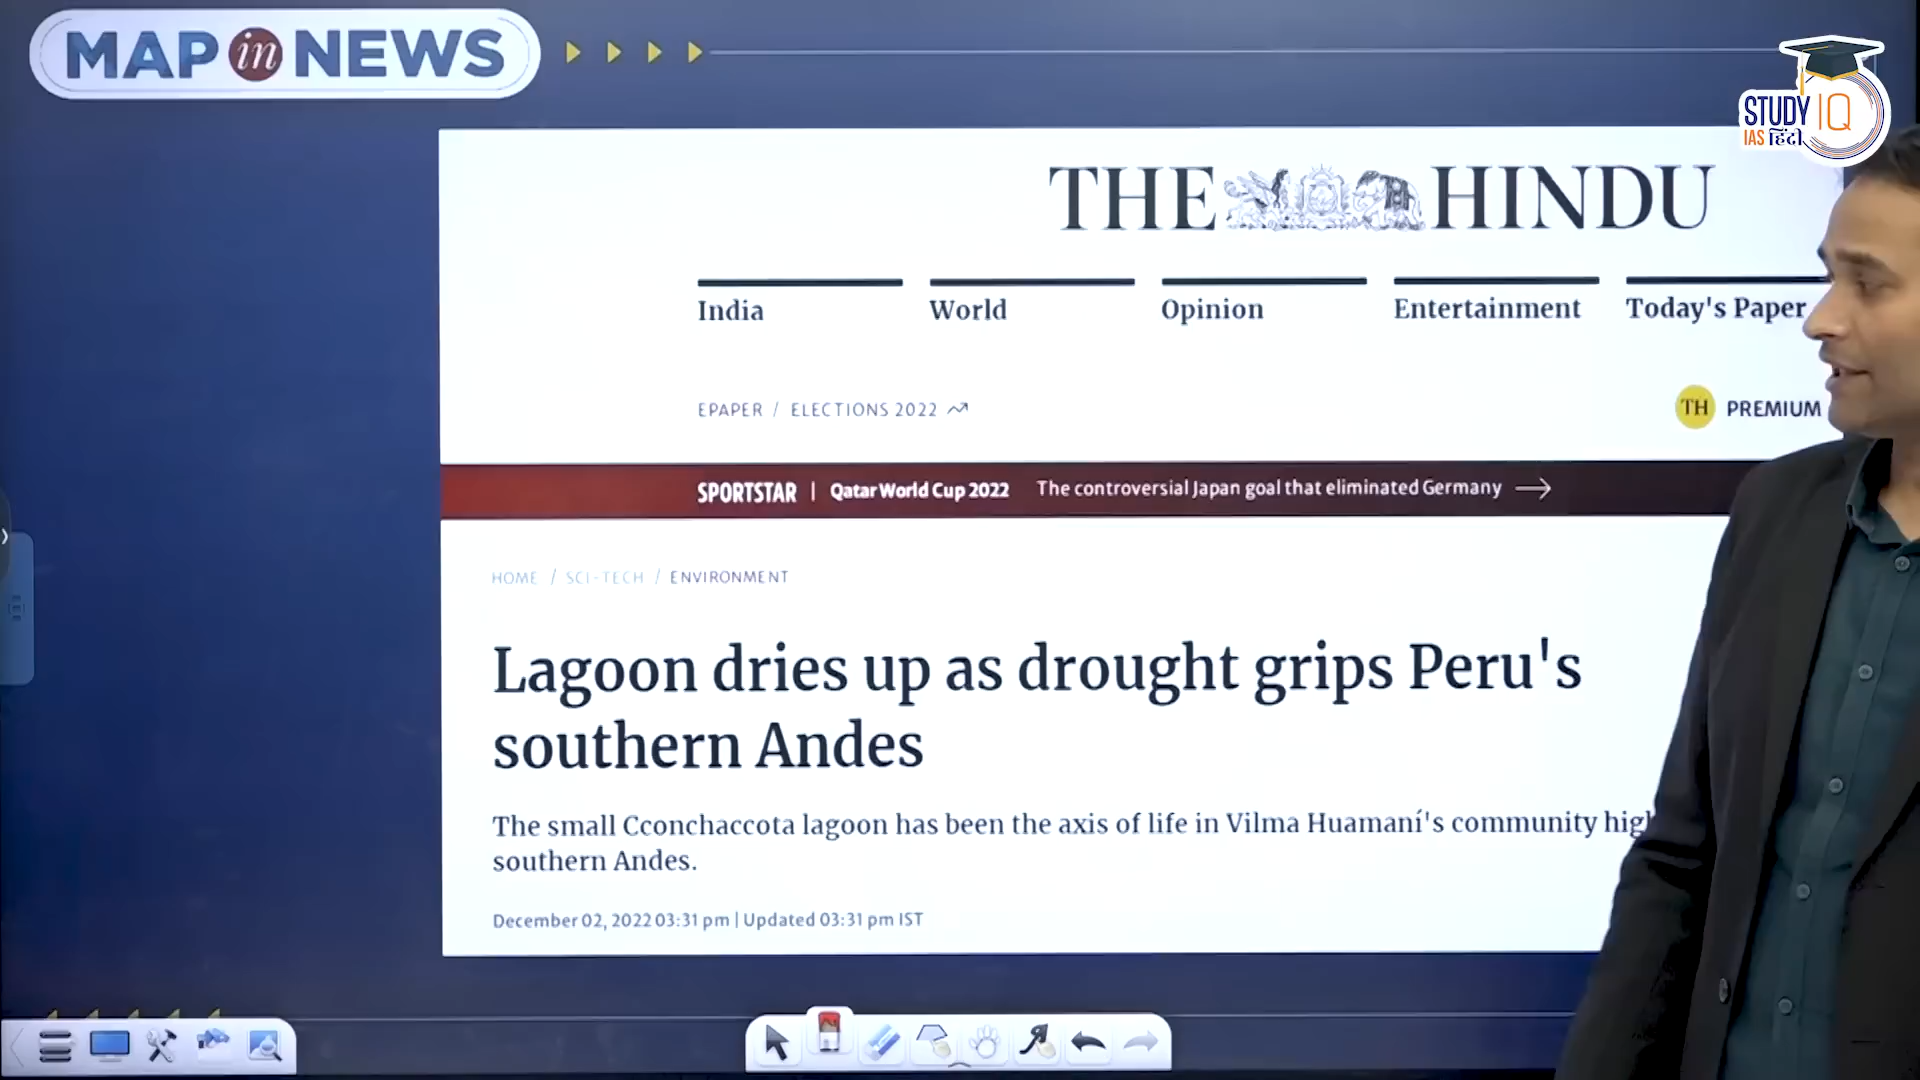 MAP in NEWS
STUDY IQ
IAS हिंदी
THE HINDU
India World Opinion Entertainment Today's Paper
EPAPER / ELECTIONS 2022
TH PREMIUM
SPORTSTAR | Qatar World Cup 2022 The controversial Japan goal that eliminated Germany
HOME / SCI-TECH / ENVIRONMENT
Lagoon dries up as drought grips Peru's
southern Andes
The small Cconchaccota lagoon has been the axis of life in Vilma Huamaní's community
southern Andes.
December 02, 2022 03:31 pm | Updated 03:31 pm IST